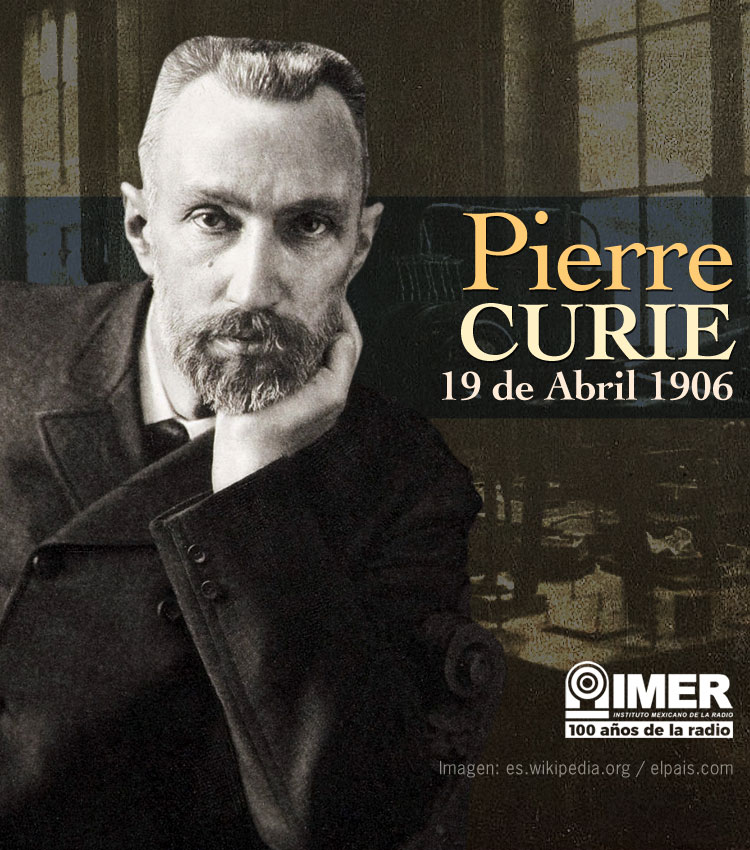 Pierre
CURIE
19 de Abril 1906
IMER
INSTITUTO MEXICANO DE LA RADIO
100 años de la radio
Imagen: es.wikipedia.org / elpais.com